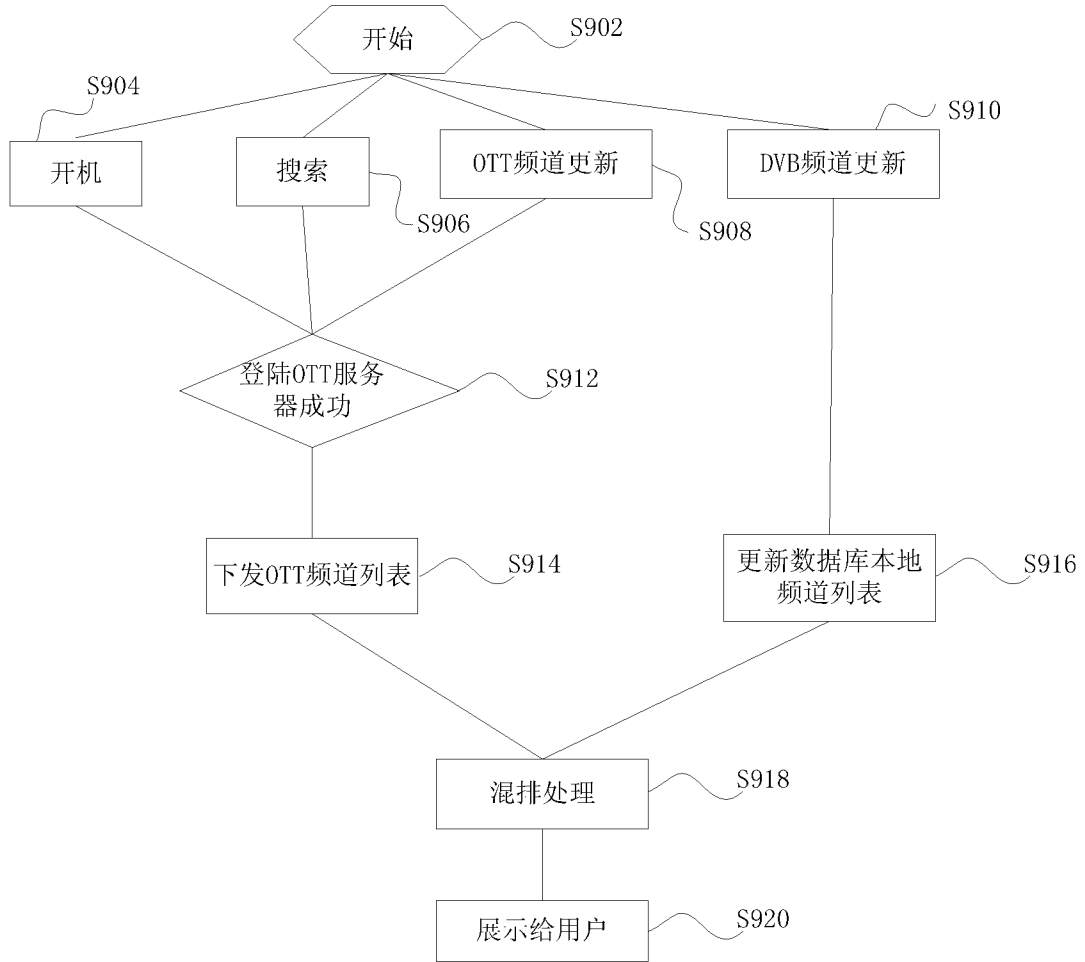 开始
S902
S904
开机
搜索
S906
OTT频道更新
S908
DVB频道更新
S910
登陆OTT服务
器成功
S912
下发OTT频道列表
S914
更新数据库本地
频道列表
S916
混排处理
S918
展示给用户
S920